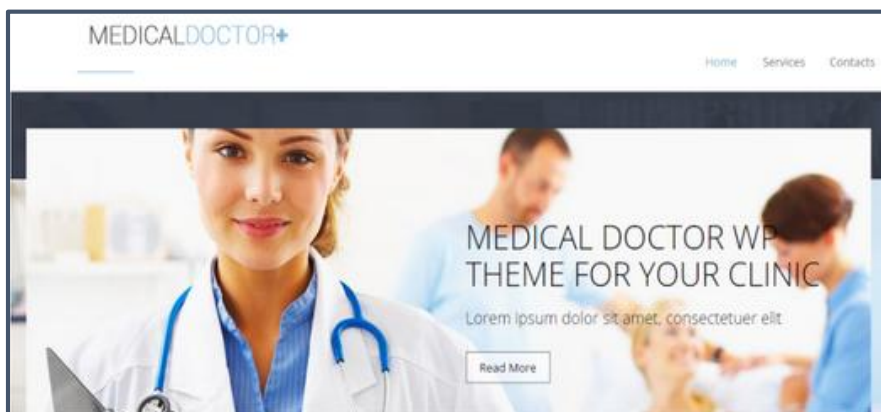 MEDICALDOCTOR+
Home Services Contacts
MEDICAL DOCTOR WP
THEME FOR YOUR CLINIC
Lorem ipsum dolor sit amet, consectetuer elit
Read More